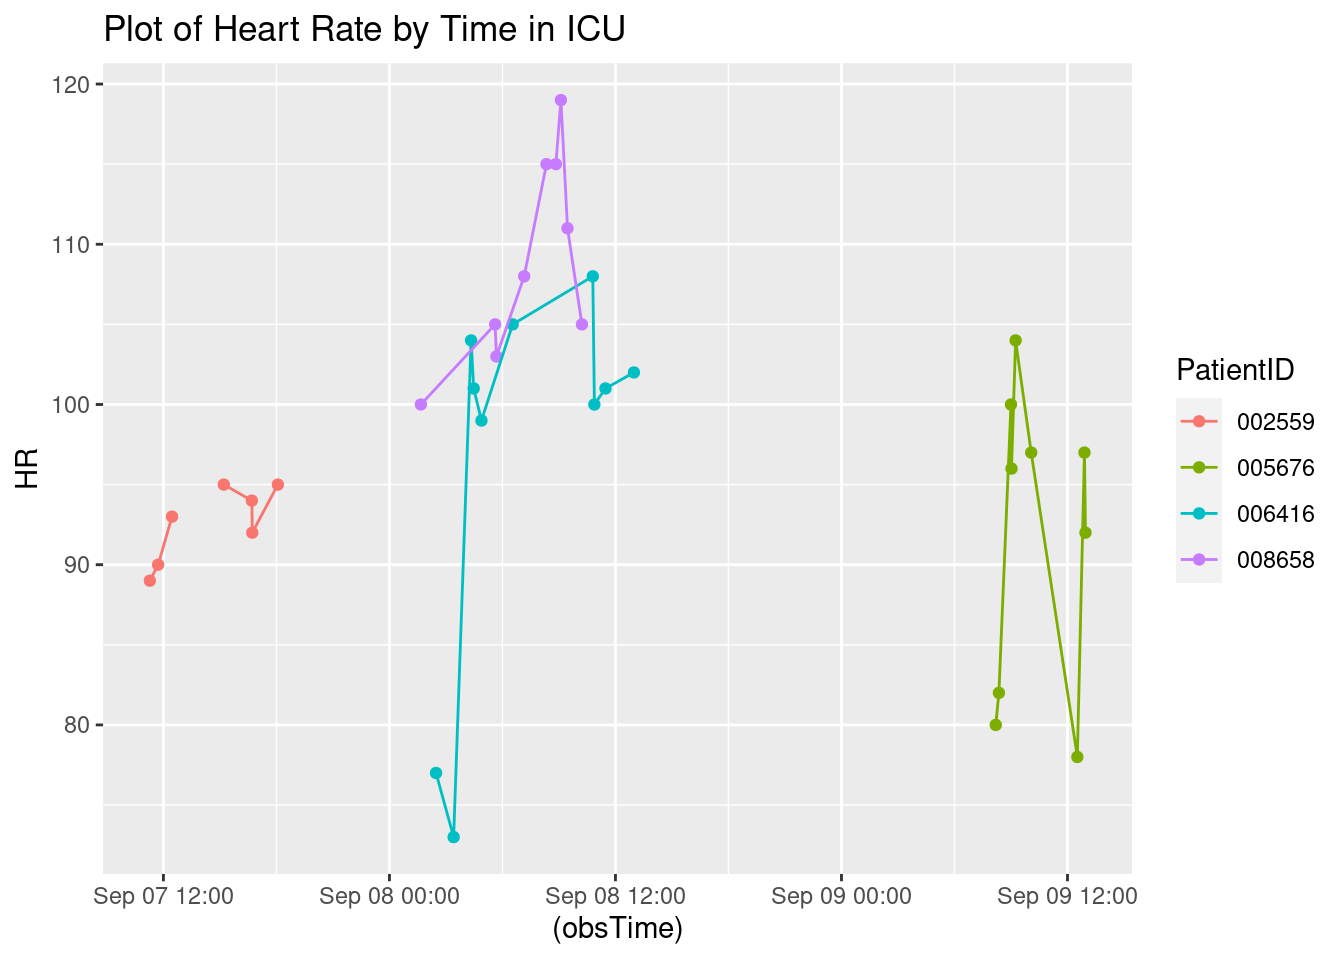 Plot of Heart Rate by Time in ICU
120
110
100
90
80
HR
Sep 07 12:00 Sep 08 00:00 Sep 08 12:00 Sep 09 00:00 Sep 09 12:00
(obsTime)
PatientID
002559
005676
006416
008658